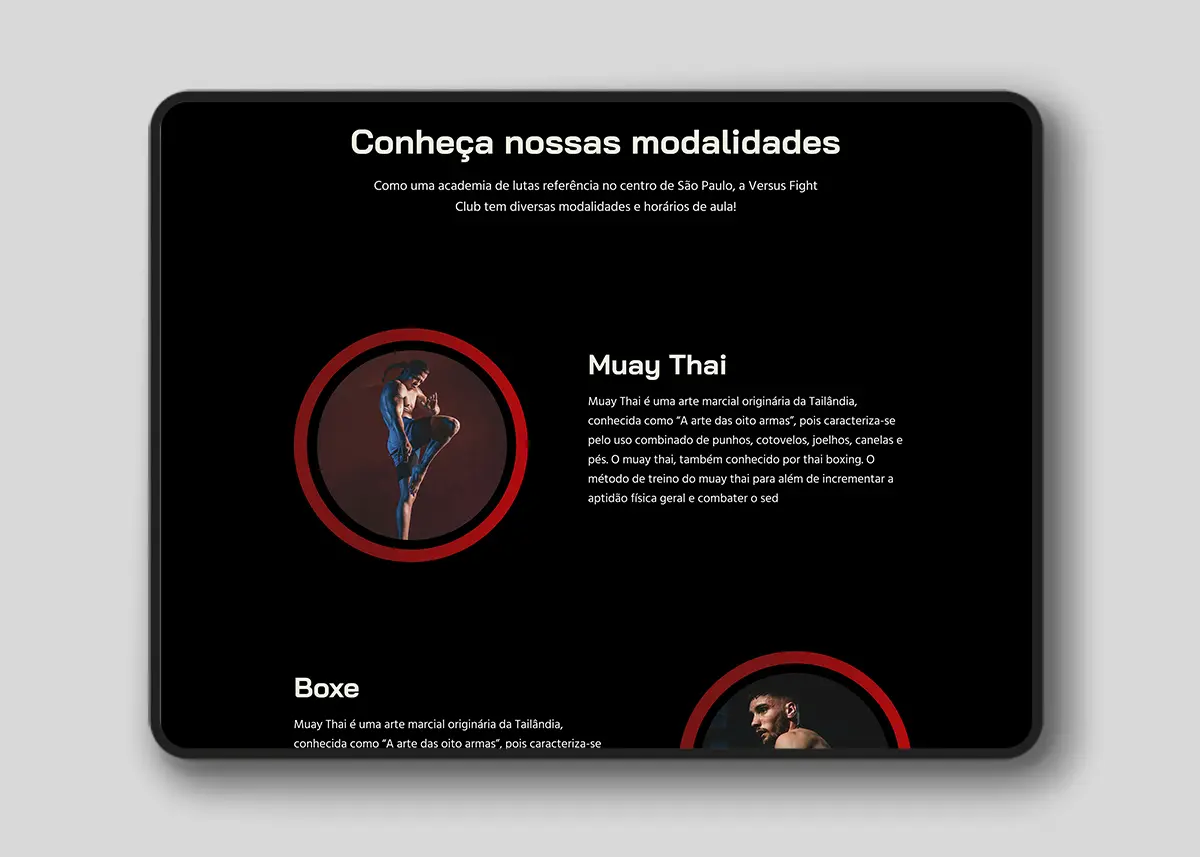 Conheça nossas modalidades
Como uma academia de lutas referência no centro de São Paulo, a Versus Fight
Club tem diversas modalidades e horários de aula!
Muay Thai
Muay Thai é uma arte marcial originária da Tailândia,
conhecida como “A arte das oito armas”, pois caracteriza-se
pelo uso combinado de punhos, cotovelos, joelhos, canelas e
pés. O muay thai, também conhecido por thai boxing. O
método de treino do muay thai para além de incrementar a
aptidão física geral e combater o sed
Boxe
Muay Thai é uma arte marcial originária da Tailândia,
conhecida como “A arte das oito armas”, pois caracteriza-se